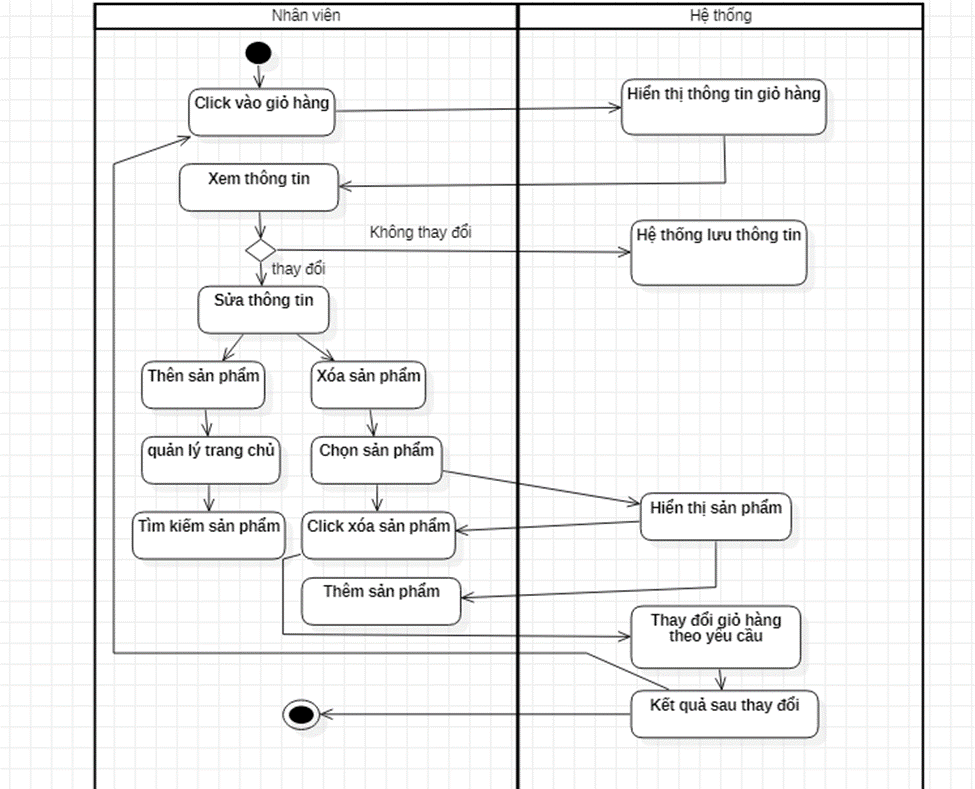 Nhân viên
Hệ thống
Click vào giỏ hàng
Hiển thị thông tin giỏ hàng
Xem thông tin
Không thay đổi
Hệ thống lưu thông tin
thay đổi
Sửa thông tin
Thên sản phẩm
Xóa sản phẩm
quản lý trang chủ
Chọn sản phẩm
Hiển thị sản phẩm
Tìm kiếm sản phẩm
Click xóa sản phẩm
Thêm sản phẩm
Thay đổi giỏ hàng
theo yếu cầu
Kết quả sau thay đổi